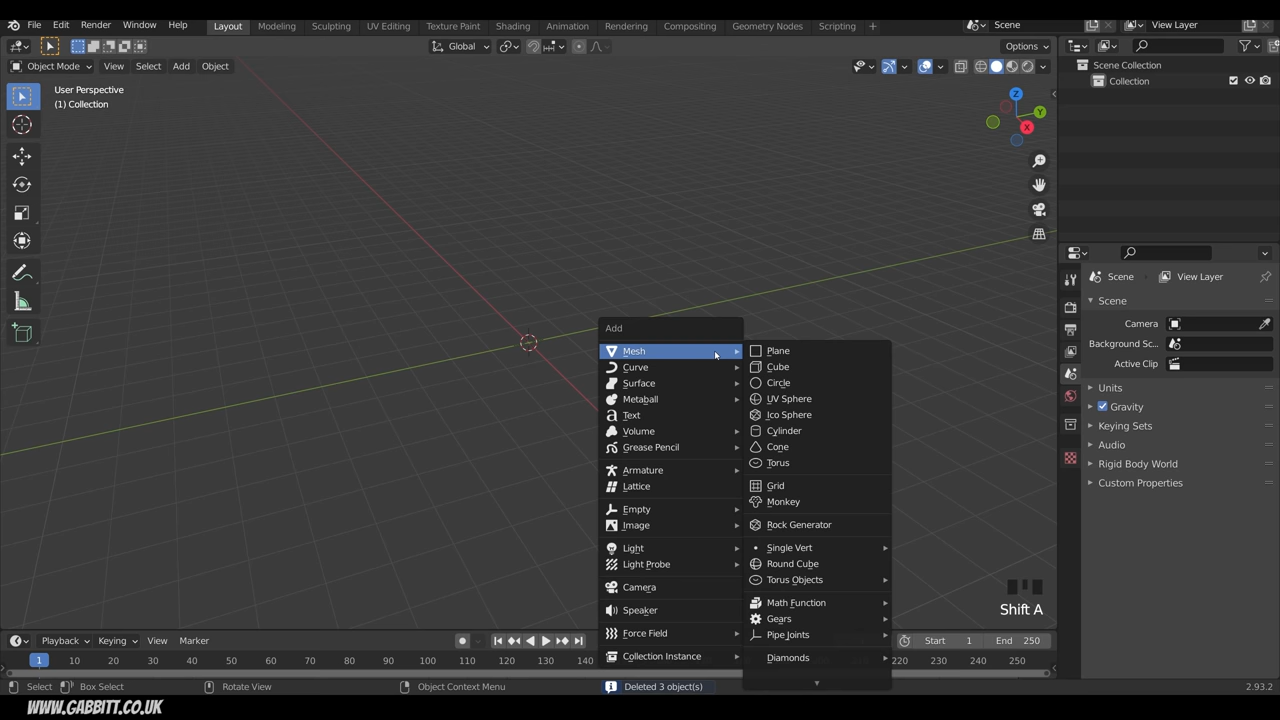 File Edit Render Window Help Layout Modeling Sculpting UV Editing Texture Paint Shading Animation Rendering Compositing Geometry Nodes Scripting + Scene View Layer
Global Options
Object Mode View Select Add Object
Scene Collection
Collection
User Perspective
(1) Collection
Z
Y
X
Scene View Layer
Scene
Camera
Background Sc...
Active Clip
Units
Gravity
Keying Sets
Audio
Rigid Body World
Custom Properties
Add
Mesh
Curve
Surface
Metaball
Text
Volume
Grease Pencil
Armature
Lattice
Empty
Image
Light
Light Probe
Camera
Speaker
Force Field
Collection Instance
Plane
Cube
Circle
UV Sphere
Ico Sphere
Cylinder
Cone
Torus
Grid
Monkey
Rock Generator
Single Vert
Round Cube
Torus Objects
Math Function
Gears
Pipe Joints
Diamonds
Shift A
Playback Keying View Marker Start 1 End 250
1 10 20 30 40 50 60 70 80 90 100 110 120 130 140 220 230 240 250
Select Box Select Rotate View Object Context Menu Deleted 3 object(s) 2.93.2
WWW.GABBITT.CO.UK